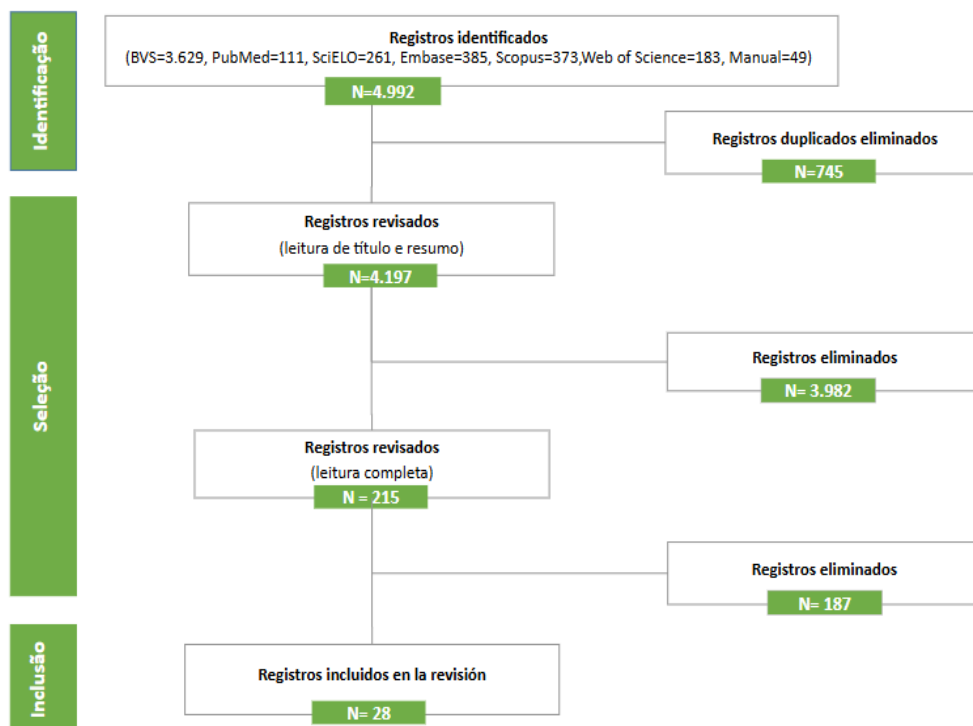 Identificação
Registros identificados
(BVS=3.629, PubMed=111, SciELO=261, Embase=385, Scopus=373,Web of Science=183, Manual=49)
N=4.992
Registros duplicados eliminados
N=745
Seleção
Registros revisados
(leitura de título e resumo)
N=4.197
Registros eliminados
N= 3.982
Registros revisados
(leitura completa)
N = 215
Registros eliminados
N= 187
Inclusão
Registros incluidos en la revisión
N= 28